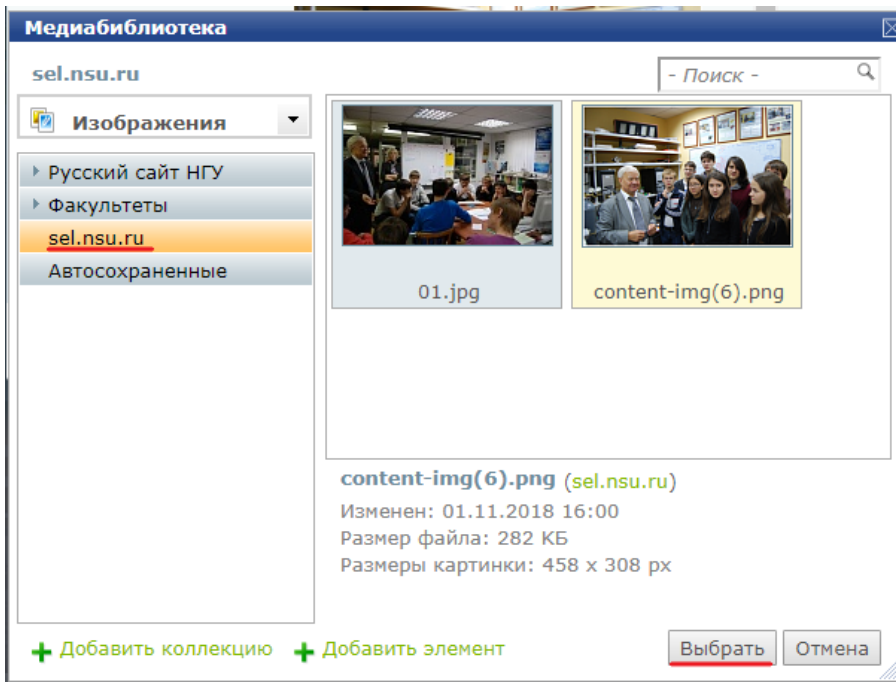 Медиабиблиотека
sel.nsu.ru
- Поиск -
Изображения
Русский сайт НГУ
Факультеты
sel.nsu.ru
Автосохраненные
01.jpg
content-img(6).png
content-img(6).png (sel.nsu.ru)
Изменен: 01.11.2018 16:00
Размер файла: 282 КБ
Размеры картинки: 458 x 308 px
Добавить коллекцию
Добавить элемент
Выбрать
Отмена